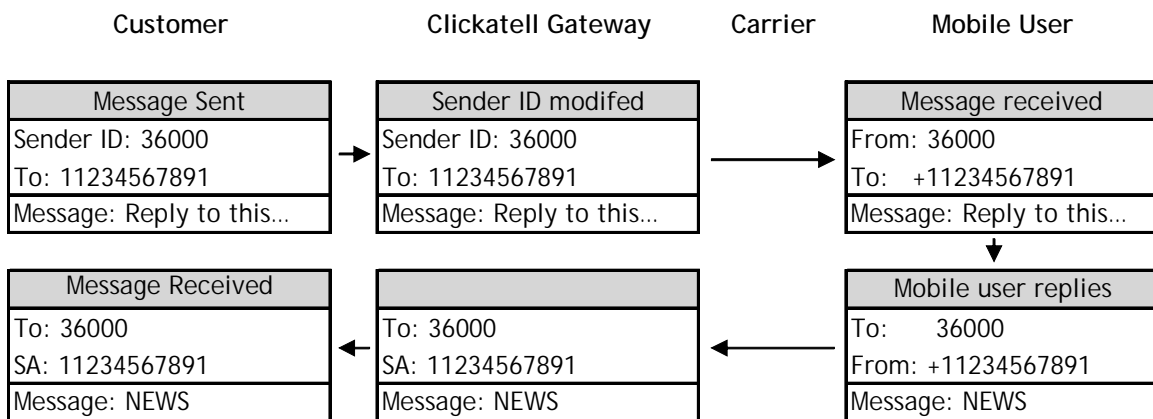 Customer
Clickatell Gateway
Carrier
Mobile User
Message Sent
Sender ID: 36000
To: 11234567891
Message: Reply to this...
Sender ID modifed
Sender ID: 36000
To: 11234567891
Message: Reply to this...
Message received
From: 36000
To: +11234567891
Message: Reply to this...
Message Received
To: 36000
SA: 11234567891
Message: NEWS
To: 36000
SA: 11234567891
Message: NEWS
Mobile user replies
To: 36000
From: +11234567891
Message: NEWS